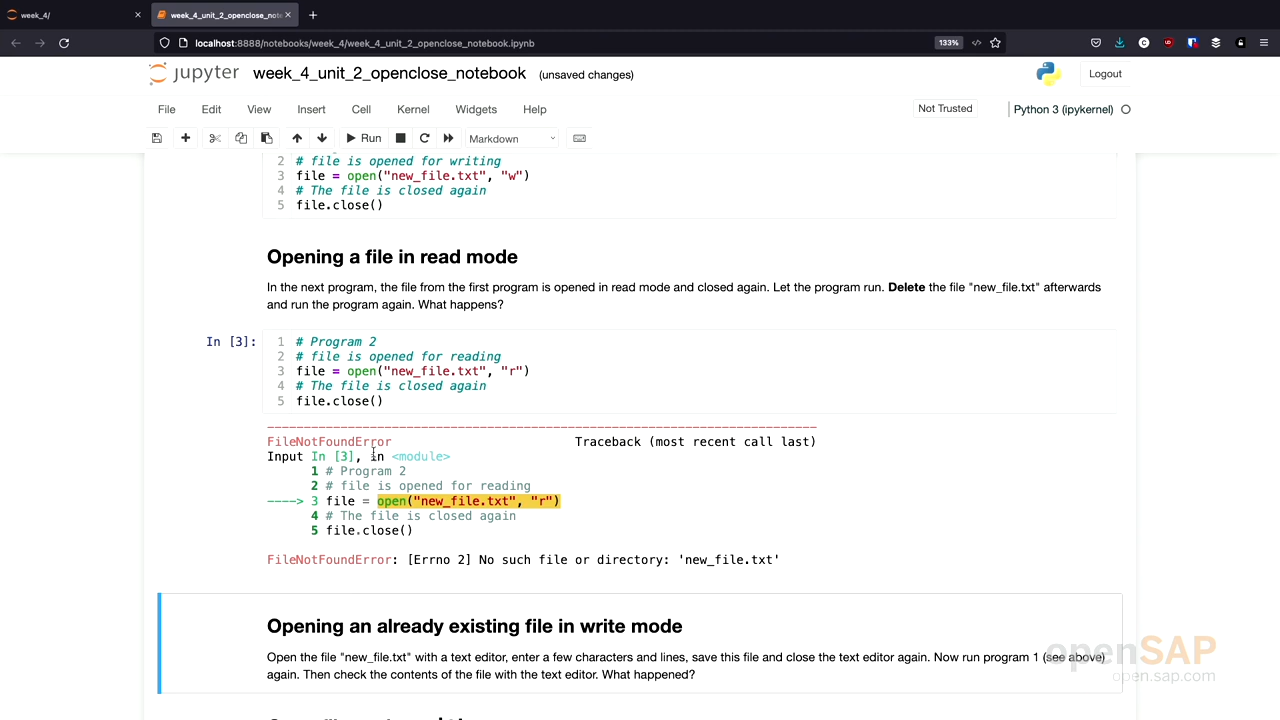 week_4/
week_4_unit_2_openclose_note
localhost:8888/notebooks/week_4/week_4_unit_2_openclose_notebook.ipynb
133%
jupyter week_4_unit_2_openclose_notebook (unsaved changes)
Logout
File Edit View Insert Cell Kernel Widgets Help
Not Trusted
Python 3 (ipykernel)
Run
Markdown
2 # file is opened for writing
3 file = open("new_file.txt", "w")
4 # The file is closed again
5 file.close()
Opening a file in read mode
In the next program, the file from the first program is opened in read mode and closed again. Let the program run. Delete the file "new_file.txt" afterwards
and run the program again. What happens?
In [3]:
1 # Program 2
2 # file is opened for reading
3 file = open("new_file.txt", "r")
4 # The file is closed again
5 file.close()
---------------------------------------------------------------------------
FileNotFoundError Traceback (most recent call last)
Input In [3], in <module>
1 # Program 2
2 # file is opened for reading
----> 3 file = open("new_file.txt", "r")
4 # The file is closed again
5 file.close()
FileNotFoundError: [Errno 2] No such file or directory: 'new_file.txt'
Opening an already existing file in write mode
Open the file "new_file.txt" with a text editor, enter a few characters and lines, save this file and close the text editor again. Now run program 1 (see above)
again. Then check the contents of the file with the text editor. What happened?
openSAP
open.sap.com